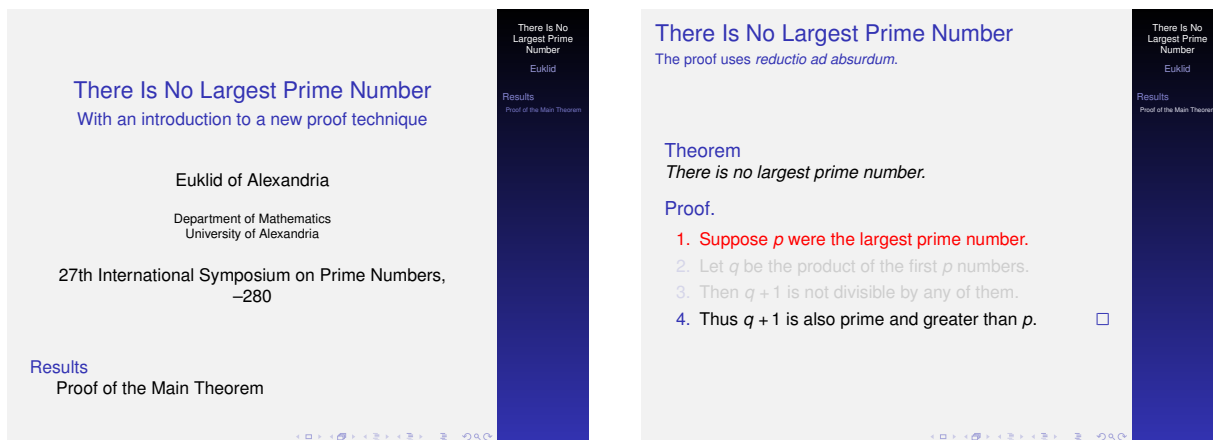 There Is No Largest Prime Number
With an introduction to a new proof technique
Euklid of Alexandria
Department of Mathematics
University of Alexandria
27th International Symposium on Prime Numbers,
–280
Results
Proof of the Main Theorem
There Is No
Largest Prime
Number
Euklid
Results
Proof of the Main Theorem
There Is No Largest Prime Number
The proof uses reductio ad absurdum.
Theorem
There is no largest prime number.
Proof.
1. Suppose p were the largest prime number.
2. Let q be the product of the first p numbers.
3. Then q + 1 is not divisible by any of them.
4. Thus q + 1 is also prime and greater than p. □
There Is No
Largest Prime
Number
Euklid
Results
Proof of the Main Theorem